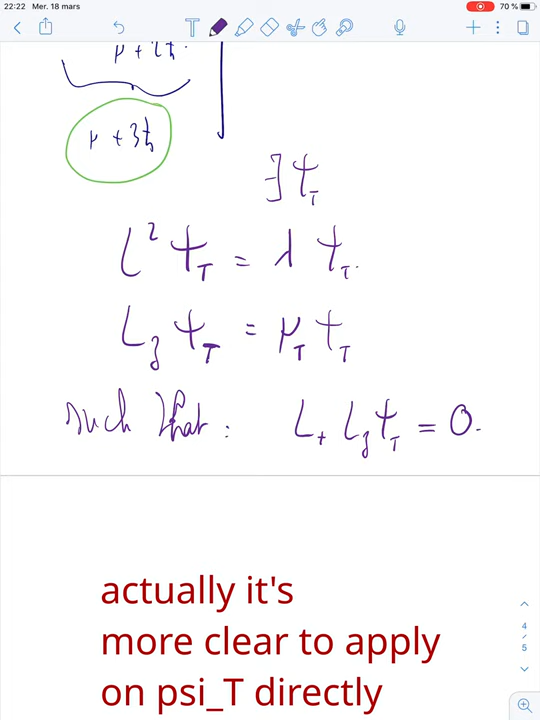 22:22 Mer. 18 mars 70 %
μ + 2ħ
μ + 3ħ
∃ ψ_T
L² ψ_T = λ ψ_T.
L_z ψ_T = μ_T ψ_T
such that : L₊ L_z ψ_T = 0.
actually it's
more clear to apply
on psi_T directly
4
/
5